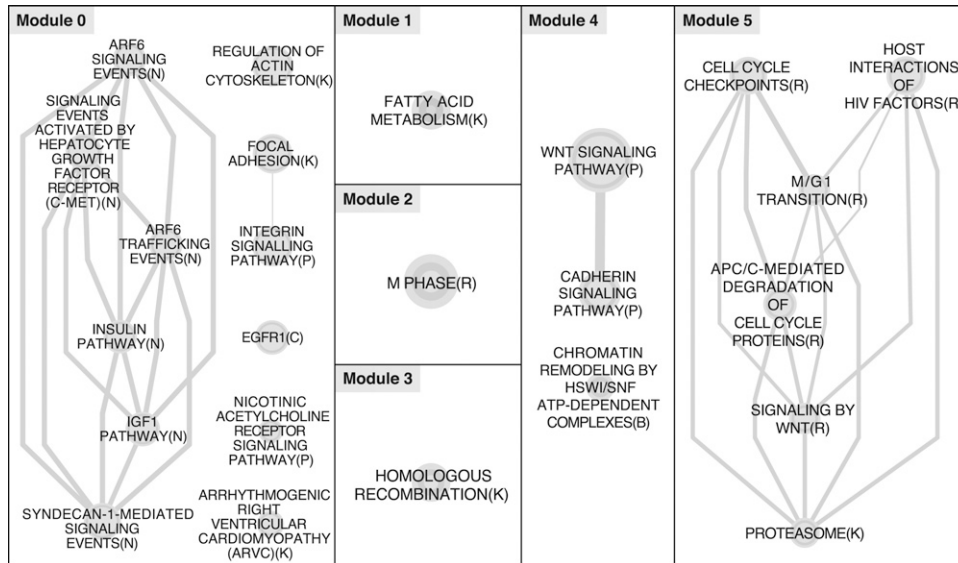 Module 0
ARF6
SIGNALING
EVENTS(N)
REGULATION OF
ACTIN
CYTOSKELETON(K)
SIGNALING
EVENTS
ACTIVATED BY
HEPATOCYTE
GROWTH
FACTOR
RECEPTOR
(C-MET)(N)
FOCAL
ADHESION(K)
ARF6
TRAFFICKING
EVENTS(N)
INTEGRIN
SIGNALLING
PATHWAY(P)
INSULIN
PATHWAY(N)
EGFR1(C)
IGF1
PATHWAY(N)
NICOTINIC
ACETYLCHOLINE
RECEPTOR
SIGNALING
PATHWAY(P)
SYNDECAN-1-MEDIATED
SIGNALING
EVENTS(N)
ARRHYTHMOGENIC
RIGHT
VENTRICULAR
CARDIOMYOPATHY
(ARVC)(K)
Module 1
FATTY ACID
METABOLISM(K)
Module 2
M PHASE(R)
Module 3
HOMOLOGOUS
RECOMBINATION(K)
Module 4
WNT SIGNALING
PATHWAY(P)
CADHERIN
SIGNALING
PATHWAY(P)
CHROMATIN
REMODELING BY
HSWI/SNF
ATP-DEPENDENT
COMPLEXES(B)
Module 5
CELL CYCLE
CHECKPOINTS(R)
HOST
INTERACTIONS
OF
HIV FACTORS(R)
M/G1
TRANSITION(R)
APC/C-MEDIATED
DEGRADATION
OF
CELL CYCLE
PROTEINS(R)
SIGNALING BY
WNT(R)
PROTEASOME(K)